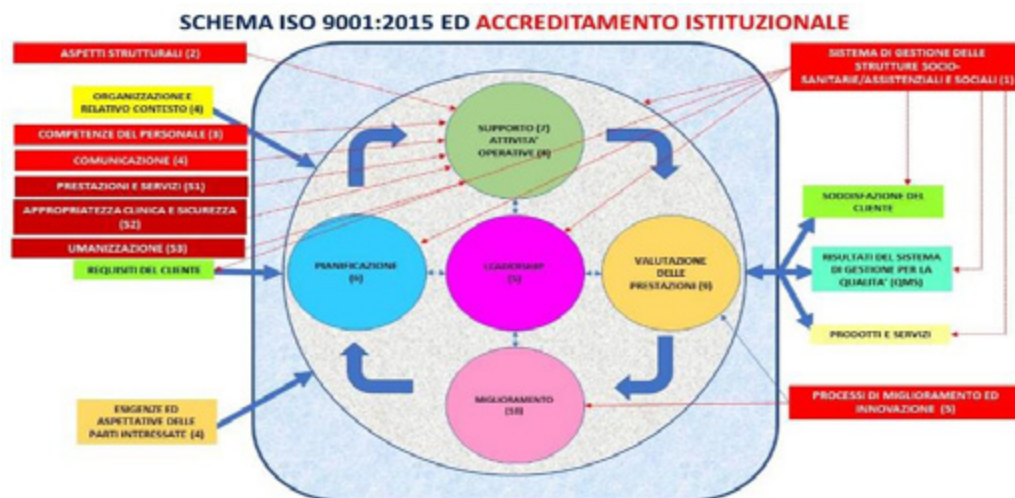 SCHEMA ISO 9001:2015 ED ACCREDITAMENTO ISTITUZIONALE
ASPETTI STRUTTURALI (2)
SISTEMA DI GESTIONE DELLE
STRUTTURE SOCIO-
SANITARIE/ASSISTENZIALI E SOCIALI (1)
ORGANIZZAZIONE E
RELATIVO CONTESTO (4)
COMPETENZE DEL PERSONALE (3)
COMUNICAZIONE (4)
PRESTAZIONI E SERVIZI (S1)
APPROPRIATEZZA CLINICA E SICUREZZA
(S2)
UMANIZZAZIONE (S3)
REQUISITI DEL CLIENTE
ESIGENZE ED
ASPETTATIVE DELLE
PARTI INTERESSATE (4)
SUPPORTO (7)
ATTIVITA'
OPERATIVE (8)
PIANIFICAZIONE
(6)
LEADERSHIP
(5)
VALUTAZIONE
DELLE
PRESTAZIONI (9)
MIGLIORAMENTO
(10)
SODDISFAZIONE DEL
CLIENTE
RISULTATI DEL SISTEMA
DI GESTIONE PER LA
QUALITA' (QMS)
PRODOTTI E SERVIZI
PROCESSI DI MIGLIORAMENTO ED
INNOVAZIONE (5)